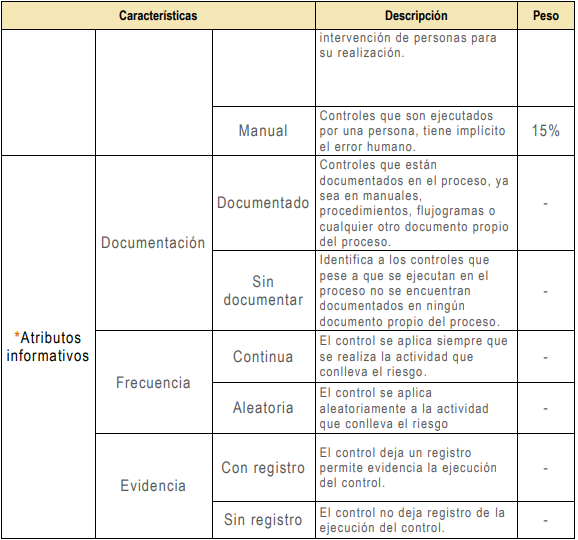 Características Descripción Peso
intervención de personas para
su realización.
Manual
Controles que son ejecutados
por una persona, tiene implícito
el error humano.
15%
*Atributos
informativos
Documentación
Documentado
Controles que están
documentados en el proceso, ya
sea en manuales,
procedimientos, flujogramas o
cualquier otro documento propio
del proceso.
-
Sin
documentar
Identifica a los controles que
pese a que se ejecutan en el
proceso no se encuentran
documentados en ningún
documento propio del proceso.
-
Frecuencia
Continua
El control se aplica siempre que
se realiza la actividad que
conlleva el riesgo.
-
Aleatoria
El control se aplica
aleatoriamente a la actividad
que conlleva el riesgo
-
Evidencia
Con registro
El control deja un registro
permite evidencia la ejecución
del control.
-
Sin registro
El control no deja registro de la
ejecución del control.
-